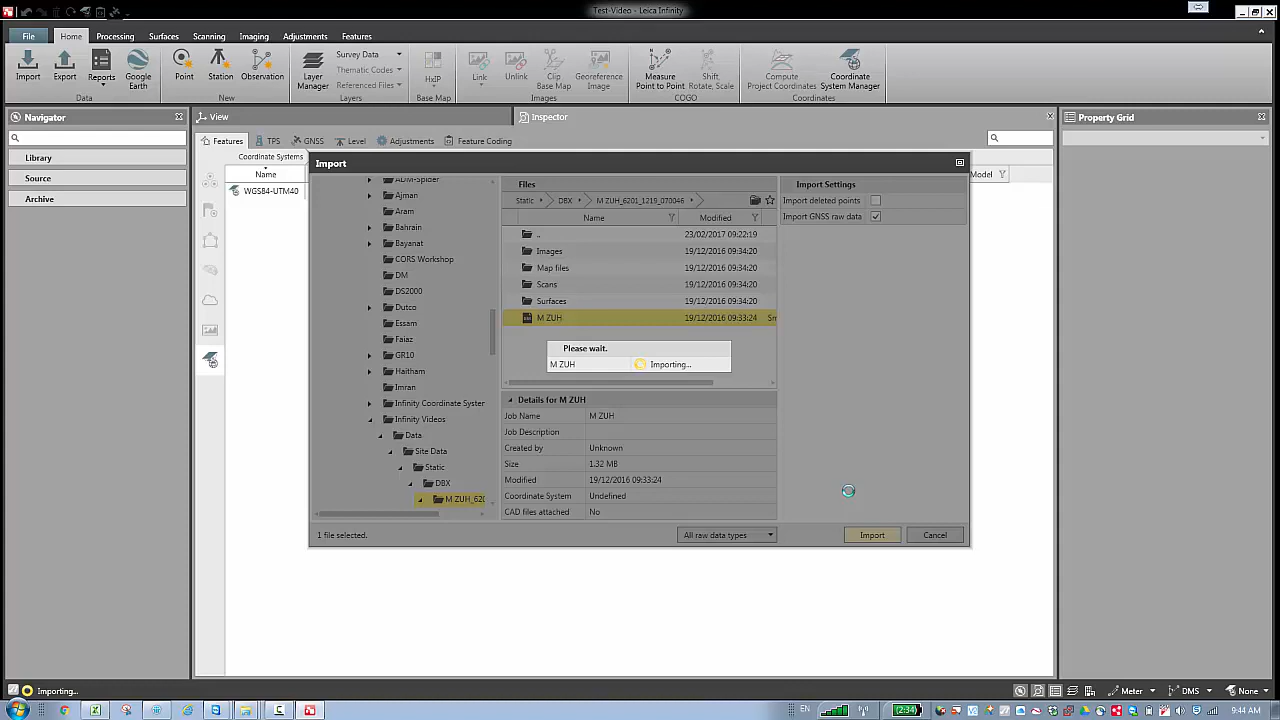 Test-Video - Leica Infinity
File Home Processing Surfaces Scanning Imaging Adjustments Features
Import Export Reports Google Earth Point Station Observation Layer Manager Survey Data Thematic Codes Referenced Files HxIP Link Unlink Clip Base Map Georeference Image Measure Point to Point Shift Rotate, Scale Compute Project Coordinates Coordinate System Manager
Data New Layers Base Map Images COGO Coordinates
Navigator View Inspector Property Grid
Features TPS GNSS Level Adjustments Feature Coding
Library
Source
Archive
Coordinate Systems
Name Model
WGS84-UTM40
Import
ADM-Spider
Ajman
Aram
Bahrain
Bayanat
CORS Workshop
DM
DS2000
Dutco
Essam
Faiaz
GR10
Haitham
Imran
Infinity Coordinate System
Infinity Videos
Data
Site Data
Static
DBX
M ZUH_620
Files
Static DBX M ZUH_6201_1219_070046
Name Modified
.. 23/02/2017 09:22:19
Images 19/12/2016 09:34:20
Map files 19/12/2016 09:34:20
Scans 19/12/2016 09:34:20
Surfaces 19/12/2016 09:34:20
M ZUH 19/12/2016 09:33:24 Sm
Please wait.
M ZUH Importing...
Details for M ZUH
Job Name M ZUH
Job Description
Created by Unknown
Size 1.32 MB
Modified 19/12/2016 09:33:24
Coordinate System Undefined
CAD files attached No
Import Settings
Import deleted points
Import GNSS raw data
1 file selected. All raw data types Import Cancel
Importing... Meter DMS None
EN (2:34) 9:44 AM